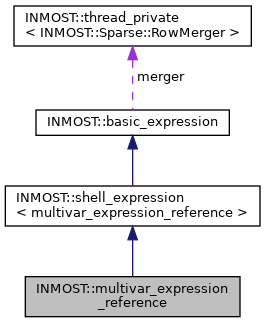 INMOST::thread_private
< INMOST::Sparse::RowMerger >
merger
INMOST::basic_expression
INMOST::shell_expression
< multivar_expression_reference >
INMOST::multivar_expression
_reference